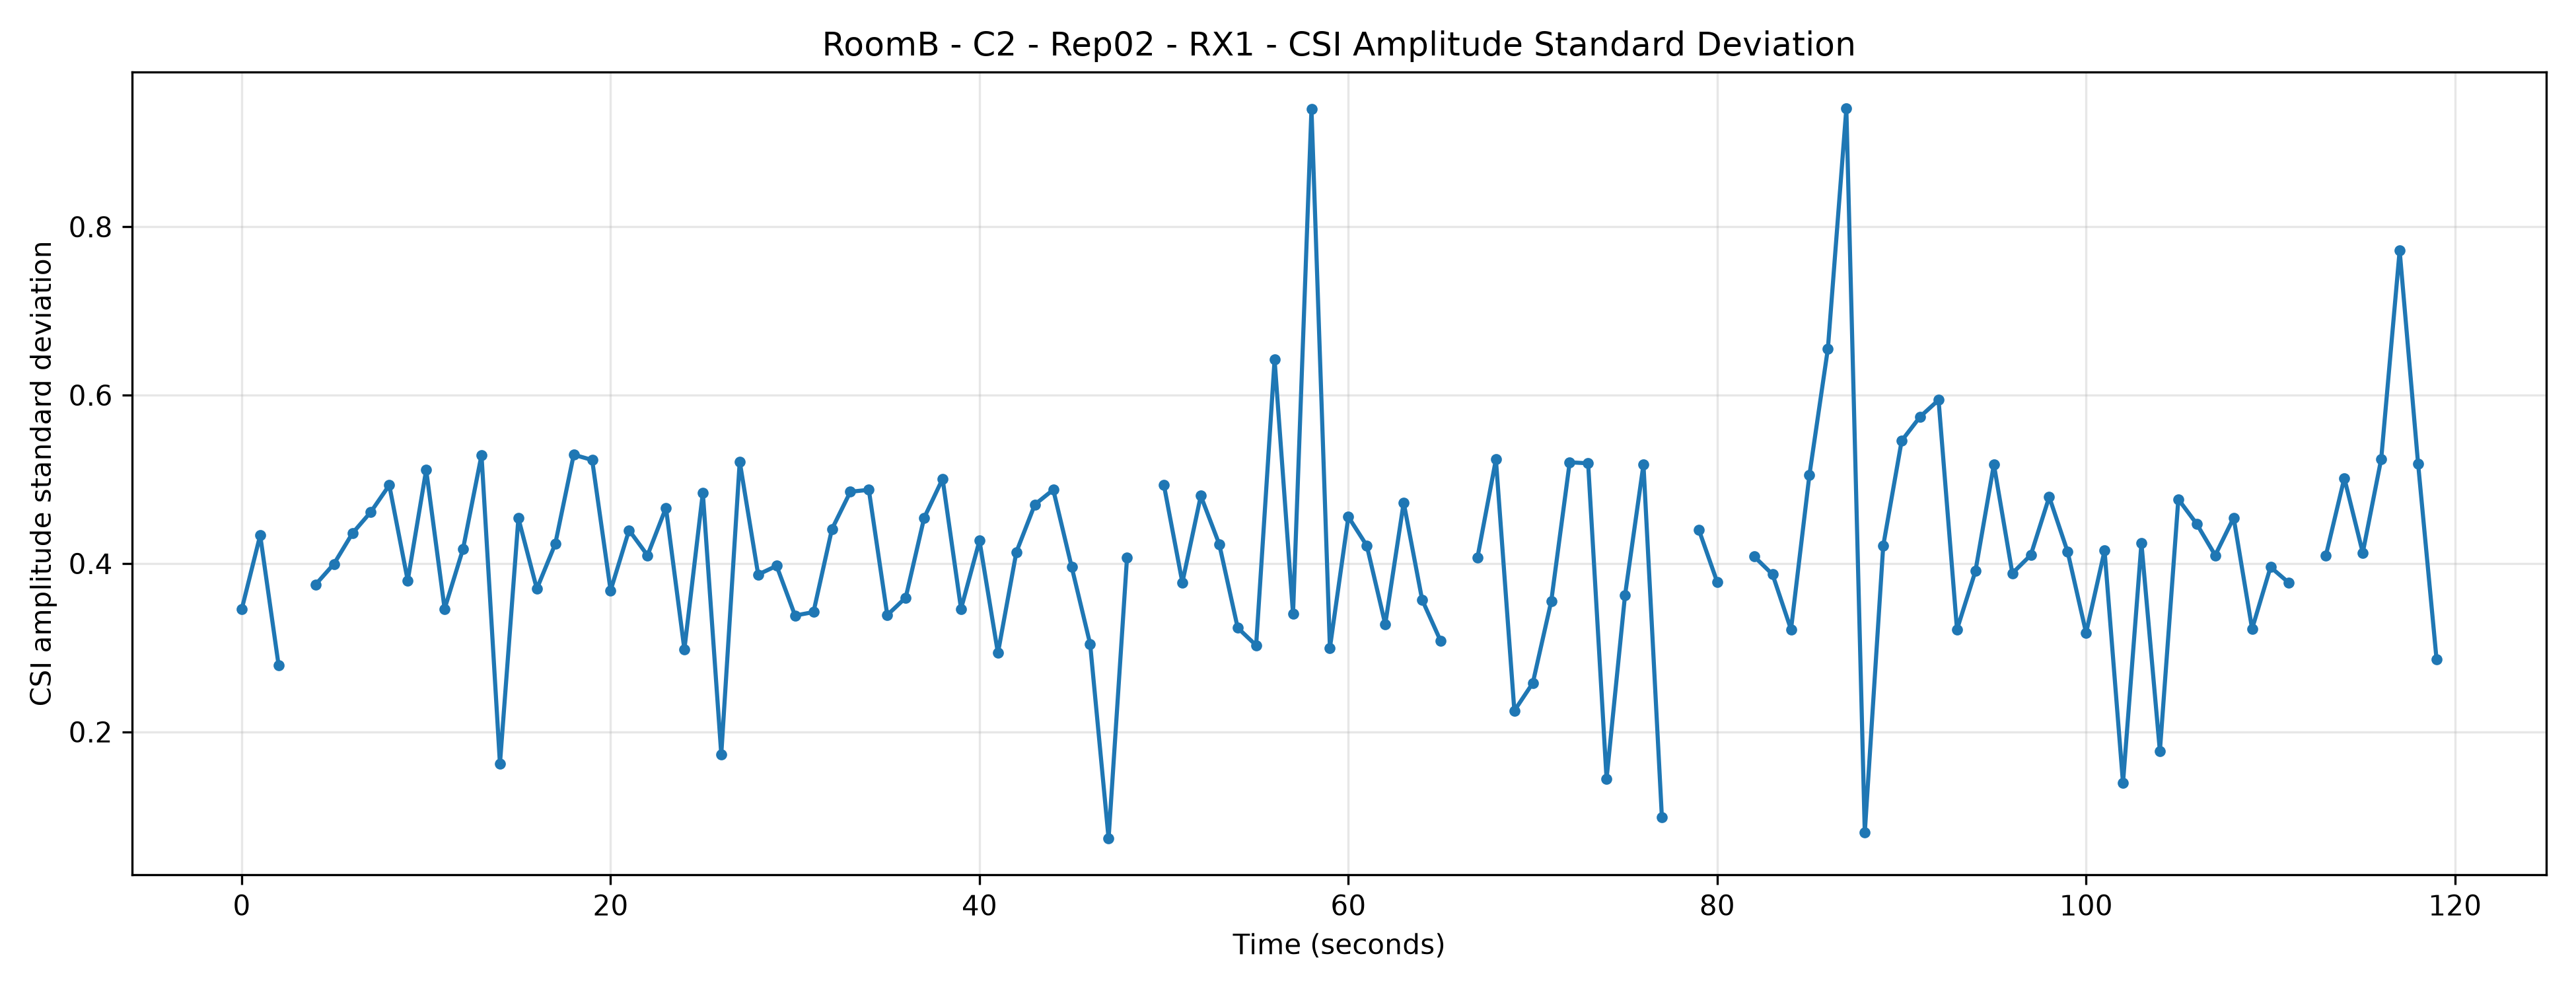 RoomB - C2 - Rep02 - RX1 - CSI Amplitude Standard Deviation
CSI amplitude standard deviation
0.8
0.6
0.4
0.2
0 20 40 60 80 100 120
Time (seconds)